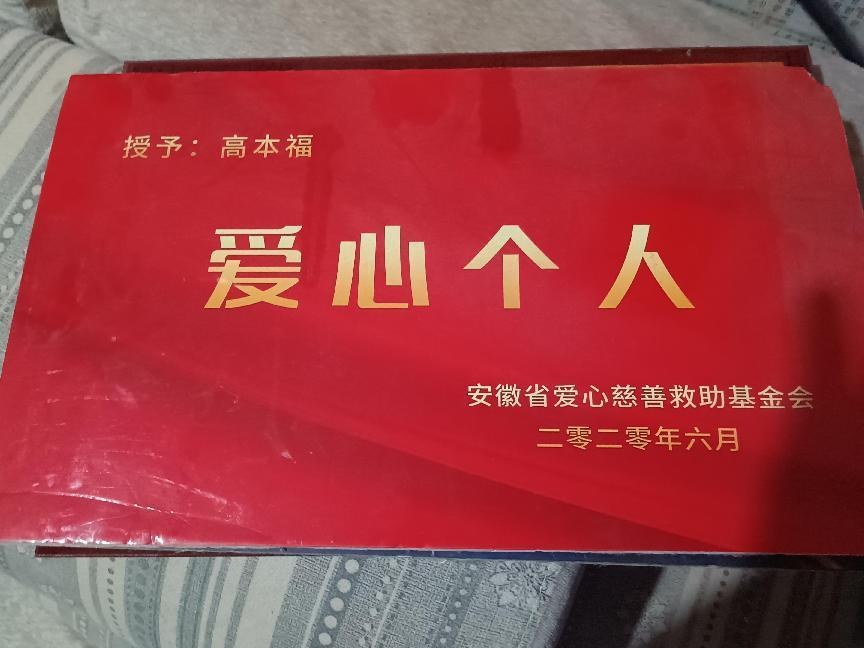 授予：高本福
爱心个人
安徽省爱心慈善救助基金会
二零二零年六月